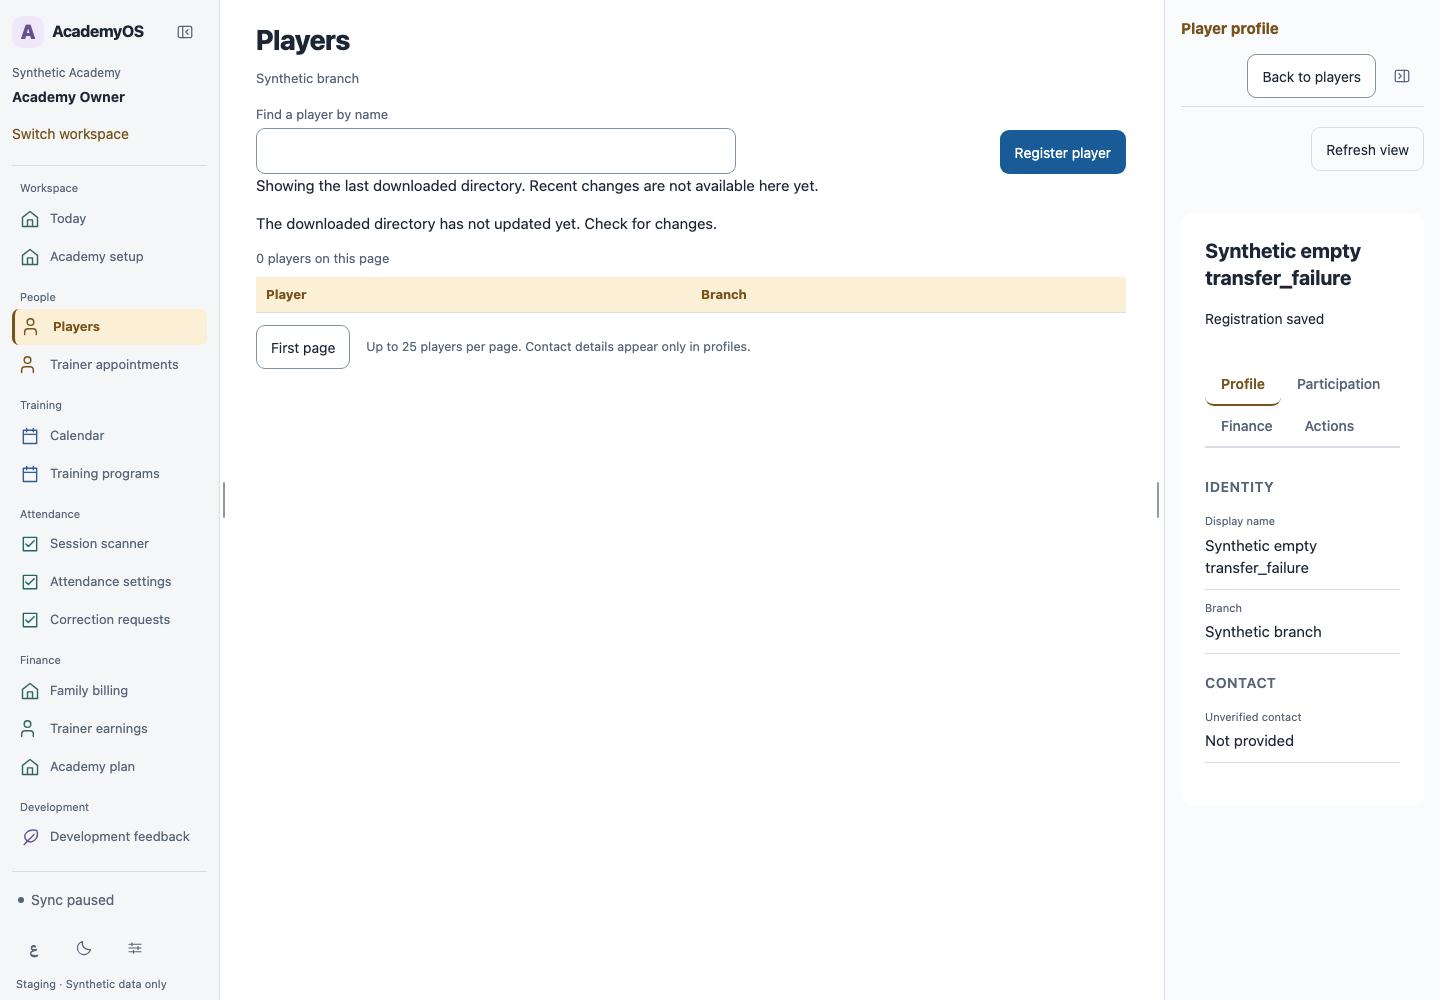 A AcademyOS
Synthetic Academy
Academy Owner
Switch workspace
Workspace
Today
Academy setup
People
Players
Trainer appointments
Training
Calendar
Training programs
Attendance
Session scanner
Attendance settings
Correction requests
Finance
Family billing
Trainer earnings
Academy plan
Development
Development feedback
Sync paused
ع
Staging · Synthetic data only
Players
Synthetic branch
Find a player by name
Register player
Showing the last downloaded directory. Recent changes are not available here yet.
The downloaded directory has not updated yet. Check for changes.
0 players on this page
Player Branch
First page Up to 25 players per page. Contact details appear only in profiles.
Player profile
Back to players
Refresh view
Synthetic empty
transfer_failure
Registration saved
Profile Participation
Finance Actions
IDENTITY
Display name
Synthetic empty
transfer_failure
Branch
Synthetic branch
CONTACT
Unverified contact
Not provided